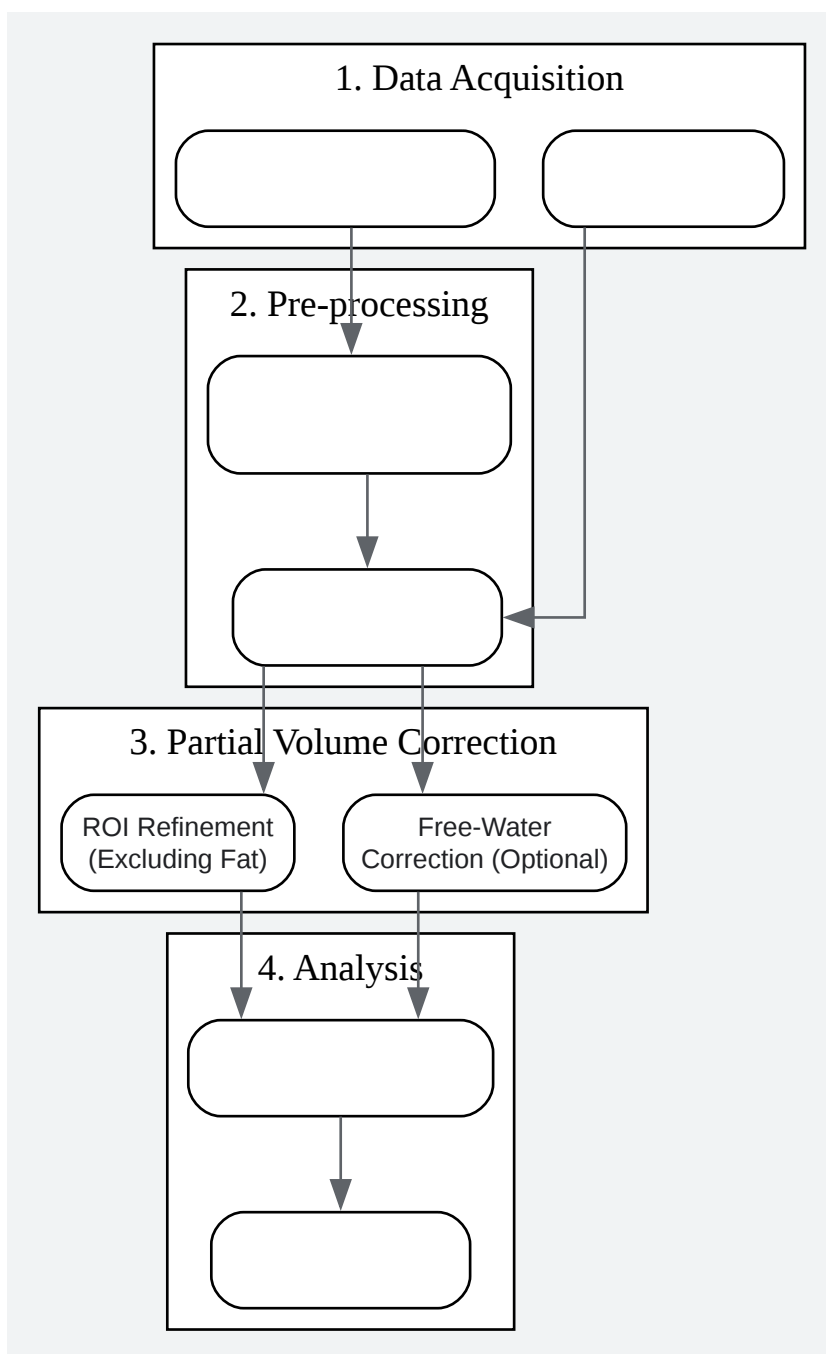 1. Data Acquisition
2. Pre-processing
3. Partial Volume Correction
ROI Refinement
(Excluding Fat)
Free-Water
Correction (Optional)
4. Analysis